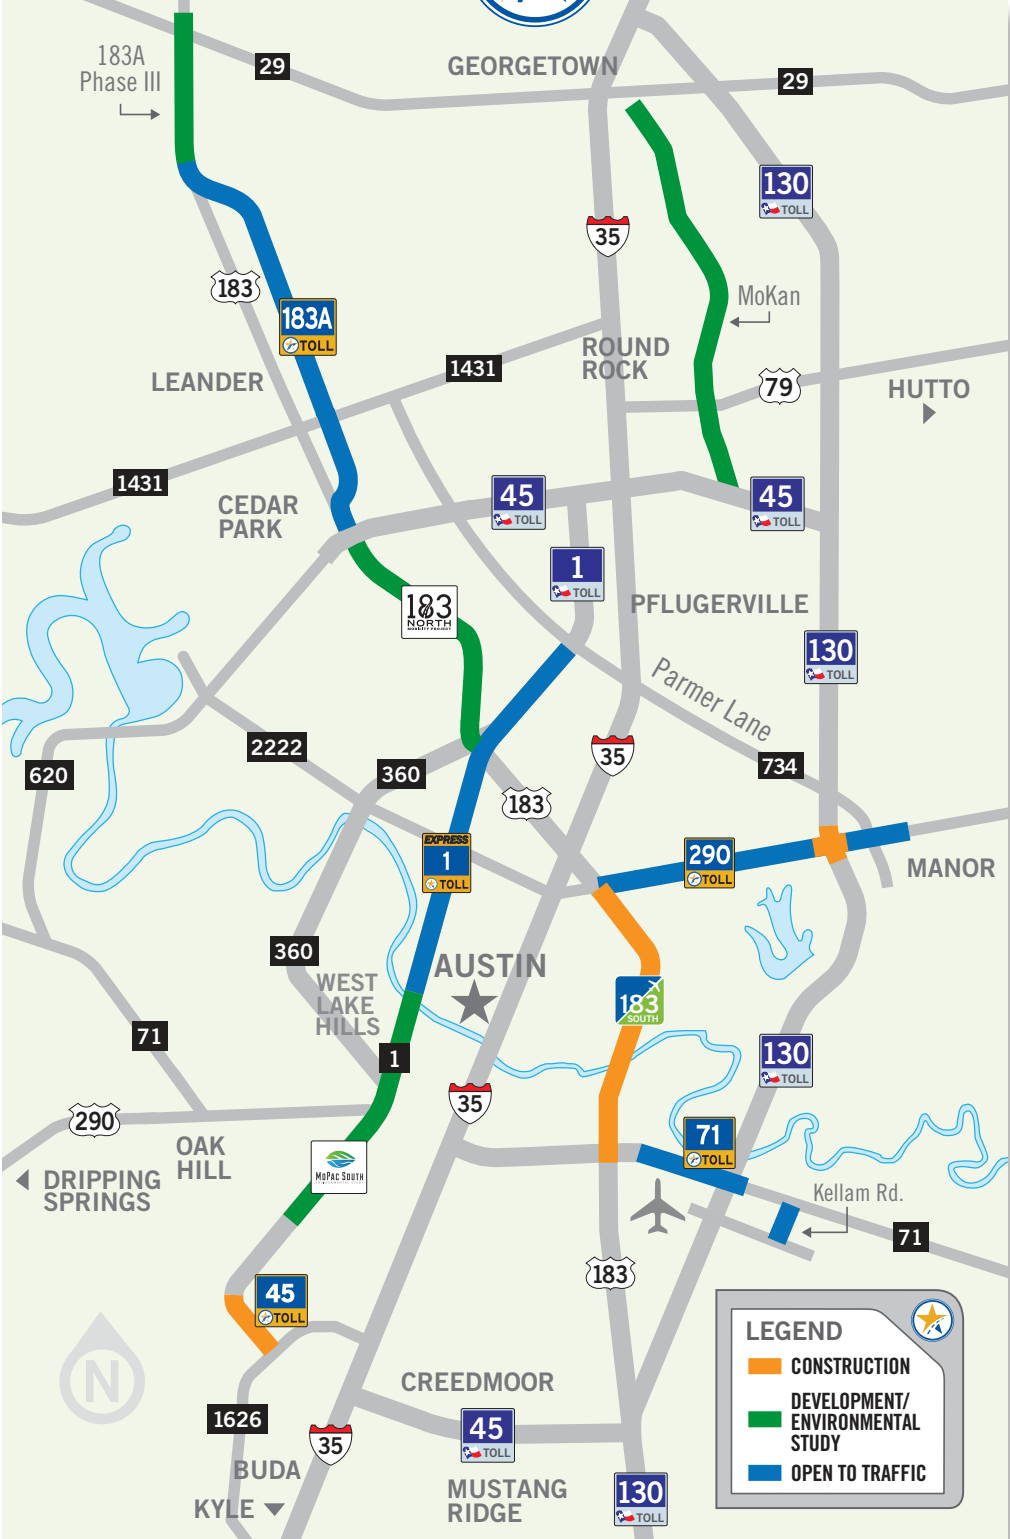 183A
Phase III
29
GEORGETOWN
29
130
TOLL
35
183
183A
TOLL
MoKan
ROUND
ROCK
1431
LEANDER
79
HUTTO
1431
CEDAR
PARK
45
TOLL
45
TOLL
1
TOLL
183
NORTH
MOBILITY PROJECT
PFLUGERVILLE
130
TOLL
Parmer Lane
2222
620
360
35
734
183
EXPRESS
1
TOLL
290
TOLL
MANOR
360
AUSTIN
WEST
LAKE
HILLS
183
SOUTH
71
1
130
TOLL
35
290
OAK
HILL
71
TOLL
MoPac South
DRIPPING
SPRINGS
Kellam Rd.
71
183
45
TOLL
N
LEGEND
CONSTRUCTION
DEVELOPMENT/
ENVIRONMENTAL
STUDY
OPEN TO TRAFFIC
CREEDMOOR
1626
45
TOLL
35
BUDA
MUSTANG
RIDGE
130
TOLL
KYLE